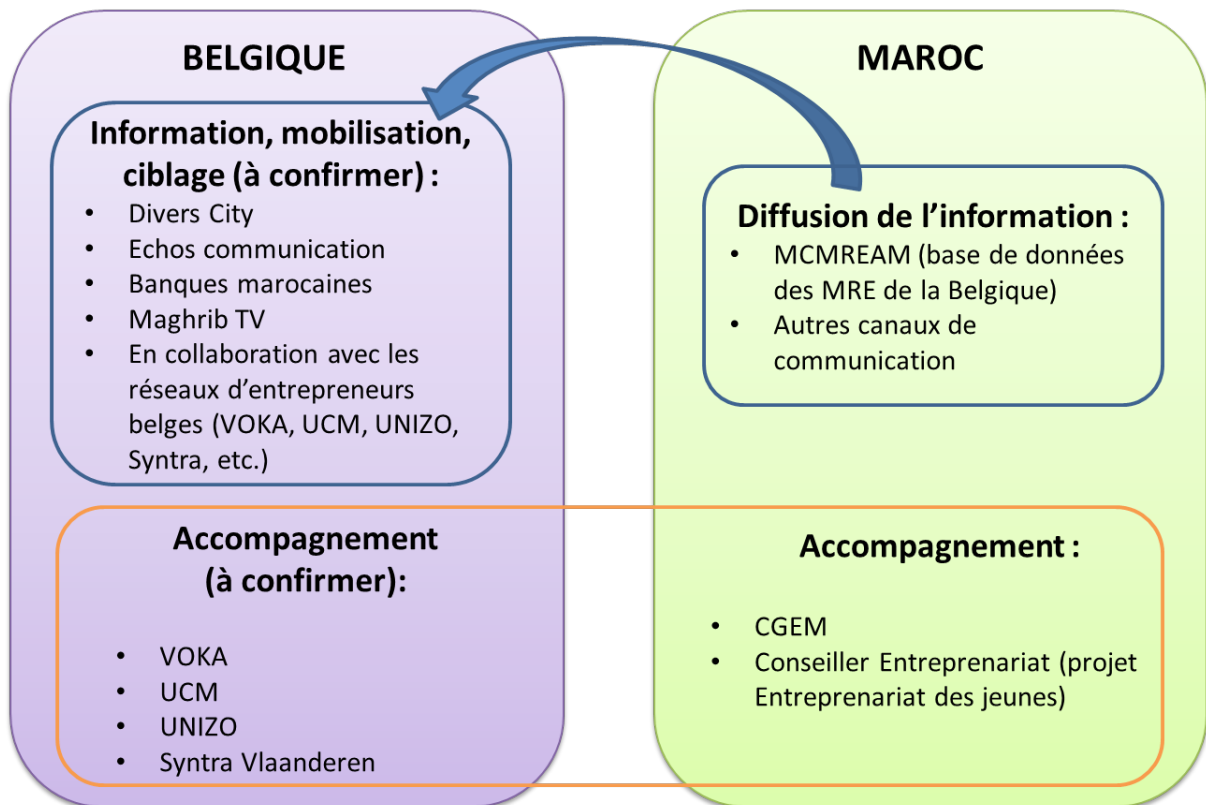 BELGIQUE
Information, mobilisation,
ciblage (à confirmer) :
• Divers City
• Echos communication
• Banques marocaines
• Maghrib TV
• En collaboration avec les
réseaux d’entrepreneurs
belges (VOKA, UCM, UNIZO,
Syntra, etc.)
Accompagnement
(à confirmer):
• VOKA
• UCM
• UNIZO
• Syntra Vlaanderen
MAROC
Diffusion de l’information :
• MCMREAM (base de données
des MRE de la Belgique)
• Autres canaux de
communication
Accompagnement :
• CGEM
• Conseiller Entreprenariat (projet
Entreprenariat des jeunes)